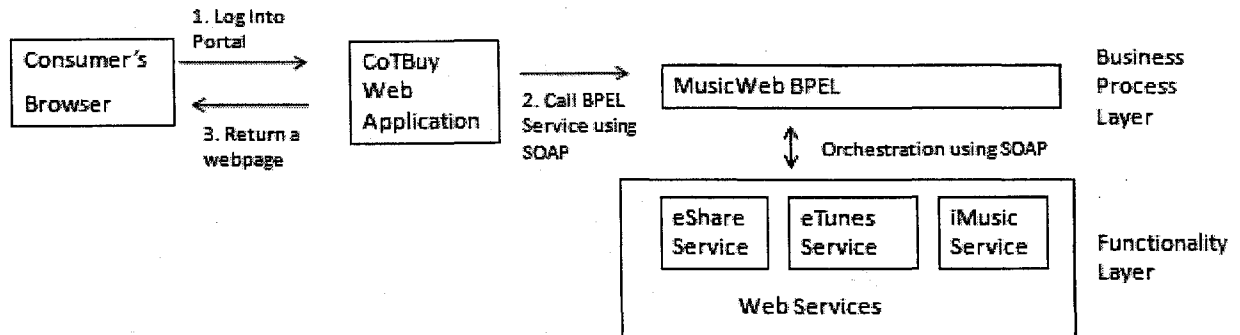 1. Log into
Portal
Consumer's
Browser
3. Return a
webpage
CoTBuy
Web
Application
2. Call BPEL
Service using
SOAP
MusicWeb BPEL
Business
Process
Layer
Orchestration using SOAP
eShare
Service
eTunes
Service
iMusic
Service
Web Services
Functionality
Layer